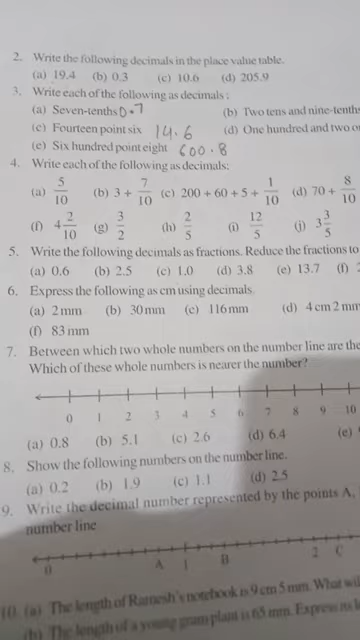 2. Write the following decimals in the place value table.
(a) 19.4 (b) 0.3 (c) 10.6 (d) 205.9
3. Write each of the following as decimals :
(a) Seven-tenths 0.7 (b) Two tens and nine-tenths
(c) Fourteen point six 14.6 (d) One hundred and two
(e) Six hundred point eight 600.8
4. Write each of the following as decimals:
(a) 5/10 (b) 3 + 7/10 (c) 200 + 60 + 5 + 1/10 (d) 70 + 8/10
(f) 4 2/10 (g) 3/2 (h) 2/5 (i) 12/5 (j) 3 3/5
5. Write the following decimals as fractions. Reduce the fractions to
(a) 0.6 (b) 2.5 (c) 1.0 (d) 3.8 (e) 13.7 (f)
6. Express the following as cm using decimals.
(a) 2 mm (b) 30 mm (c) 116 mm (d) 4 cm 2 mm
(f) 83 mm
7. Between which two whole numbers on the number line are the
Which of these whole numbers is nearer the number?
0 1 2 3 4 5 6 7 8 9 10
(a) 0.8 (b) 5.1 (c) 2.6 (d) 6.4 (e)
8. Show the following numbers on the number line.
(a) 0.2 (b) 1.9 (c) 1.1 (d) 2.5
9. Write the decimal number represented by the points A,
number line
0 A 1 B 2 C
10. (a) The length of Ramesh's notebook is 9 cm 5 mm. What will
(b) The length of a young gram plant is 65 mm. Express its